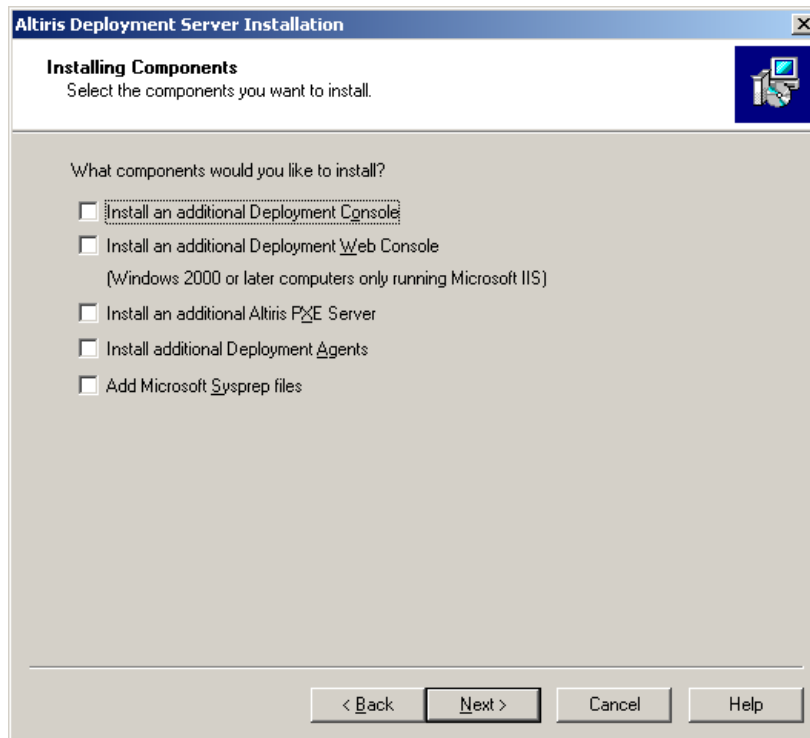 Altiris Deployment Server Installation
Installing Components
Select the components you want to install.
What components would you like to install?
Install an additional Deployment Console
Install an additional Deployment Web Console
(Windows 2000 or later computers only running Microsoft IIS)
Install an additional Altiris PXE Server
Install additional Deployment Agents
Add Microsoft Sysprep files
< Back
Next >
Cancel
Help